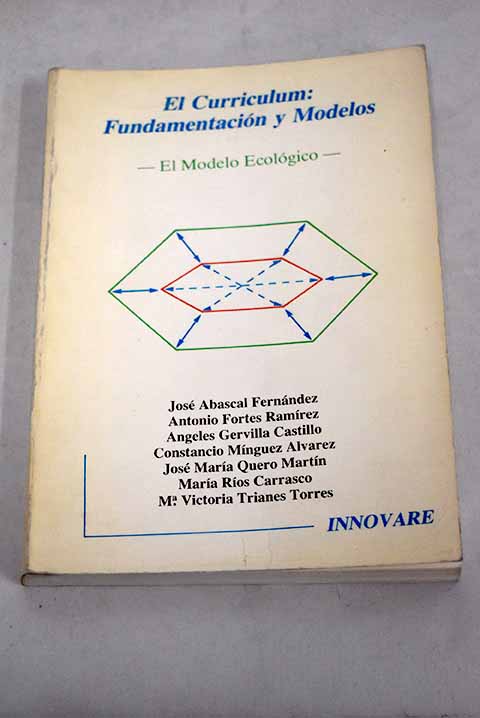 El Curriculum:
Fundamentación y Modelos
— El Modelo Ecológico —
José Abascal Fernández
Antonio Fortes Ramírez
Angeles Gervilla Castillo
Constancio Mínguez Alvarez
José María Quero Martín
María Ríos Carrasco
Mª Victoria Trianes Torres
INNOVARE